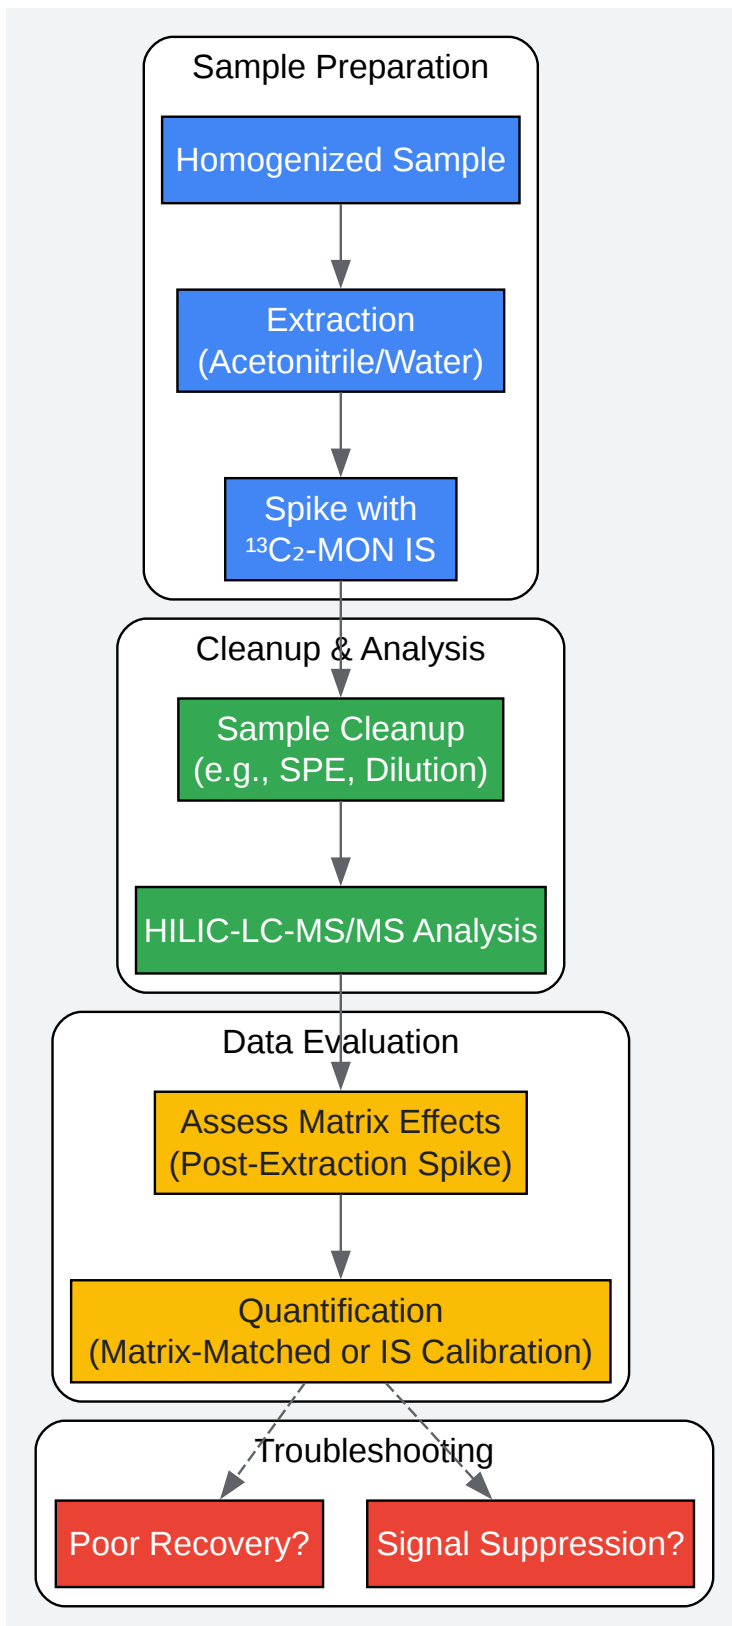 Sample Preparation
Homogenized Sample
Extraction
(Acetonitrile/Water)
Spike with
¹³C₂-MON IS
Cleanup & Analysis
Sample Cleanup
(e.g., SPE, Dilution)
HILIC-LC-MS/MS Analysis
Data Evaluation
Assess Matrix Effects
(Post-Extraction Spike)
Quantification
(Matrix-Matched or IS Calibration)
Troubleshooting
Poor Recovery?
Signal Suppression?